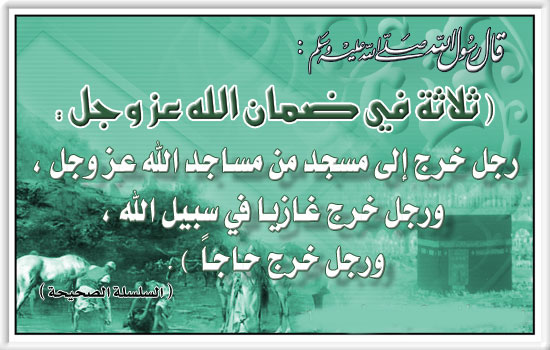 قال رسول الله صلى الله عليه وسلم :
( ثلاثة في ضمان الله عز وجل :
رجل خرج إلى مسجد من مساجد الله عز وجل ،
ورجل خرج غازيا في سبيل الله ،
ورجل خرج حاجاً ) .
( السلسلة الصحيحة )